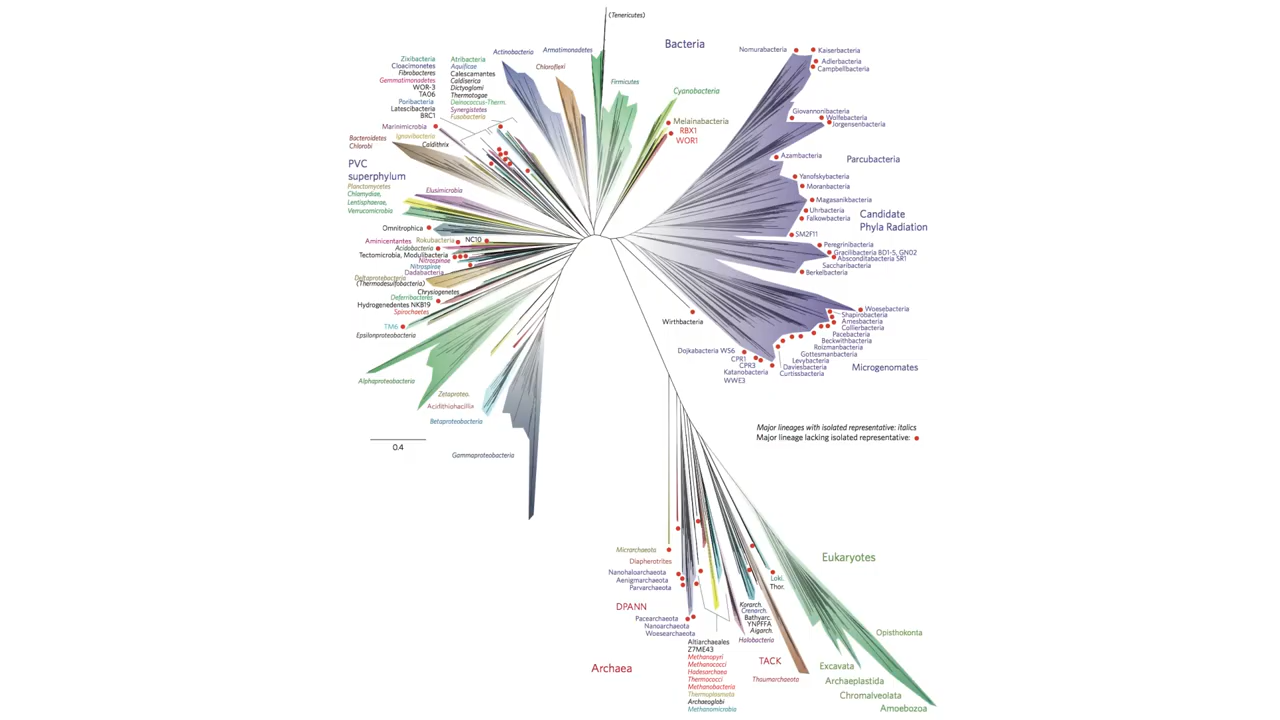 (Tenericutes)
Bacteria
Actinobacteria
Armatimonadetes
Nomurabacteria
Kaiserbacteria
Zixibacteria
Cloacimonetes
Fibrobacteres
Gemmatimonadetes
WOR-3
TA06
Poribacteria
Latescibacteria
BRC1
Atribacteria
Aquificae
Calescamantes
Caldiserica
Dictyoglomi
Thermotogae
Deinococcus-Therm.
Synergistetes
Fusobacteria
Chloroflexi
Firmicutes
Cyanobacteria
Adlerbacteria
Campbellbacteria
Melainabacteria
RBX1
WOR1
Giovannonibacteria
Wolfebacteria
Jorgensenbacteria
Marinimicrobia
Ignavibacteria
Caldithrix
Bacteroidetes
Chlorobi
PVC
superphylum
Planctomycetes
Chlamydiae,
Lentisphaerae,
Verrucomicrobia
Elusimicrobia
Azambacteria
Parcubacteria
Yanofskybacteria
Moranbacteria
Magasanikbacteria
Uhrbacteria
Falkowbacteria
Candidate
Phyla Radiation
SM2F11
Omnitrophica
Aminicentantes
Rokubacteria
NC10
Acidobacteria
Tectomicrobia, Modulibacteria
Nitrospinae
Nitrospirae
Dadabacteria
Deltaprotebacteria
(Thermodesulfobacteria)
Chrysiogenetes
Deferribacteres
Hydrogenedentes NKB19
Spirochaetes
TM6
Epsilonproteobacteria
Peregrinibacteria
Gracilibacteria BD1-5, GN02
Absconditabacteria SR1
Saccharibacteria
Berkelbacteria
Woesebacteria
Shapirobacteria
Amesbacteria
Collierbacteria
Pacebacteria
Beckwithbacteria
Roizmanbacteria
Gottesmanbacteria
Levybacteria
Daviesbacteria
Curtissbacteria
Microgenomates
Wirthbacteria
Dojkabacteria WS6
CPR1
CPR3
Katanobacteria
WWE3
Alphaproteobacteria
Zetaproteo.
Acidithiobacillia
Betaproteobacteria
Gammaproteobacteria
0.4
Major lineages with isolated representative: italics
Major lineage lacking isolated representative:
Micrarchaeota
Diapherotrites
Nanohaloarchaeota
Aenigmarchaeota
Parvarchaeota
DPANN
Pacearchaeota
Nanoarchaeota
Woesearchaeota
Archaea
Altiarchaeales
Z7ME43
Methanopyri
Methanococci
Hadesarchaea
Thermococci
Methanobacteria
Thermoplasmata
Archaeoglobi
Methanomicrobia
Halobacteria
Korarch.
Crenarch.
Bathyarc.
YNPFFA
Aigarch.
Loki.
Thor.
TACK
Thaumarchaeota
Eukaryotes
Opisthokonta
Excavata
Archaeplastida
Chromalveolata
Amoebozoa